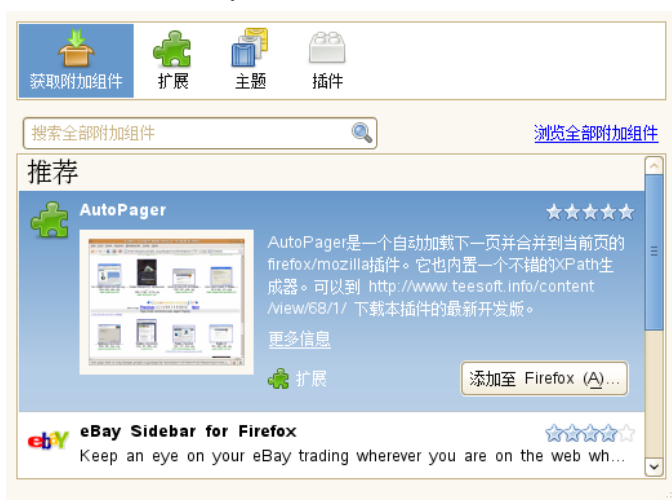 获取附加组件
扩展
主题
插件
搜索全部附加组件
浏览全部附加组件
推荐
AutoPager
AutoPager是一个自动加载下一页并合并到当前页的
firefox/mozilla插件。它也内置一个不错的XPath生
成器。可以到 http://www.teesoft.info/content
/view/68/1/ 下载本插件的最新开发版。
更多信息
扩展
添加至 Firefox (A)...
ebY
eBay Sidebar for Firefox
Keep an eye on your eBay trading wherever you are on the web wh...